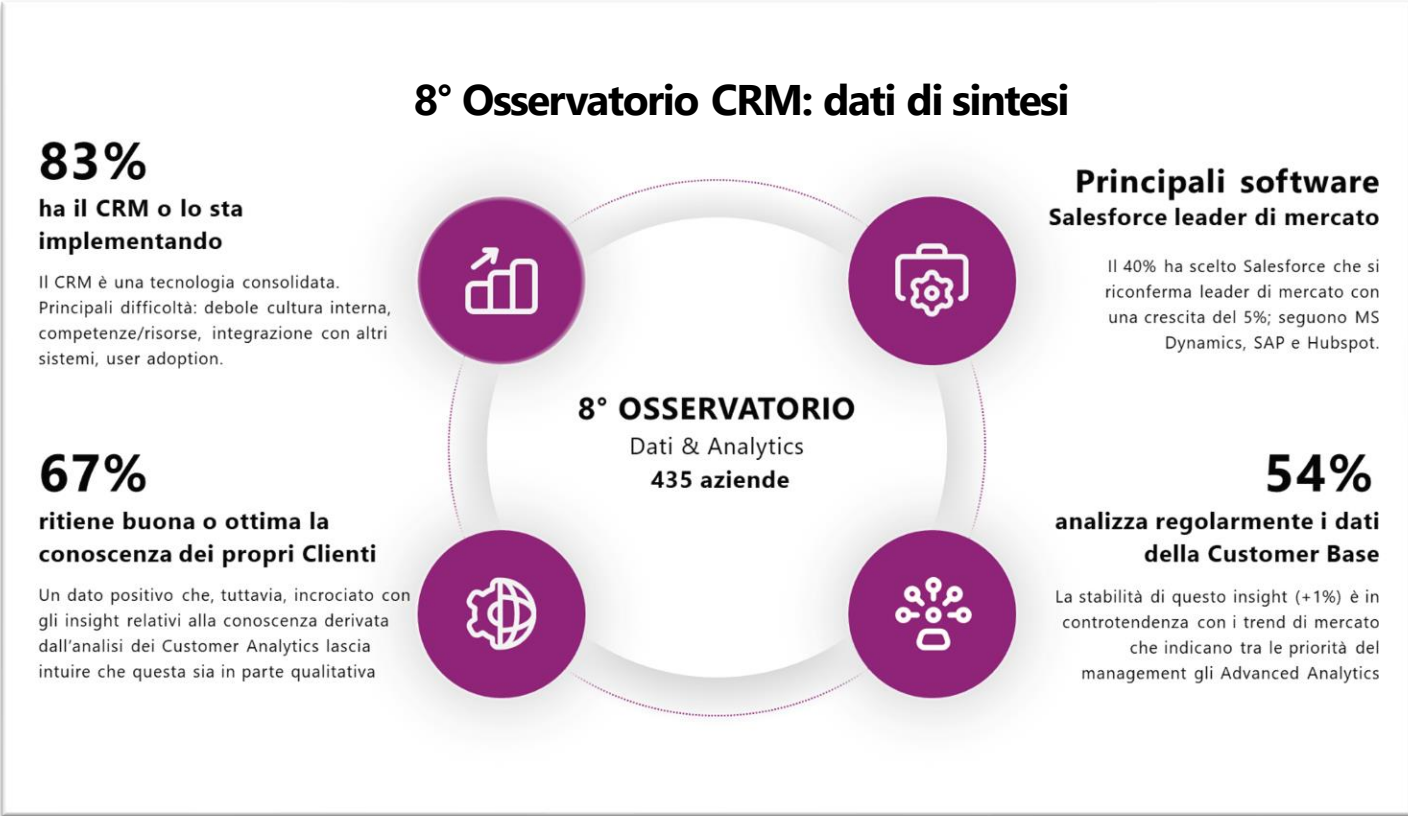 8° Osservatorio CRM: dati di sintesi
83%
ha il CRM o lo sta
implementando
Il CRM è una tecnologia consolidata.
Principali difficoltà: debole cultura interna,
competenze/risorse, integrazione con altri
sistemi, user adoption.
Principali software
Salesforce leader di mercato
Il 40% ha scelto Salesforce che si
riconferma leader di mercato con
una crescita del 5%; seguono MS
Dynamics, SAP e Hubspot.
8° OSSERVATORIO
Dati & Analytics
435 aziende
67%
ritiene buona o ottima la
conoscenza dei propri Clienti
Un dato positivo che, tuttavia, incrociato con
gli insight relativi alla conoscenza derivata
dall'analisi dei Customer Analytics lascia
intuire che questa sia in parte qualitativa
54%
analizza regolarmente i dati
della Customer Base
La stabilità di questo insight (+1%) è in
controtendenza con i trend di mercato
che indicano tra le priorità del
management gli Advanced Analytics